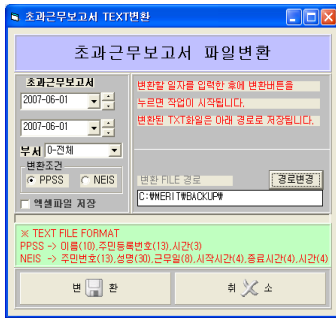 초과근무보고서 TEXT변환
초과근무보고서 파일변환
초과근무보고서
2007-06-01
2007-06-01
부서 0-전체
변환조건
PPSS NEIS
엑셀파일 저장
변환할 일자를 입력한 후에 변환버튼을
누르면 작업이 시작됩니다.
변환된 TXT화일은 아래 경로로 저장됩니다.
변환 FILE 경로 경로변경
C:₩MERIT₩BACKUP₩
※ TEXT FILE FORMAT
PPSS -> 이름(10),주민등록번호(13),시간(3)
NEIS -> 주민번호(13),성명(30),근무일(8),시작시간(4),종료시간(4),시간(4)
변 환 취 소